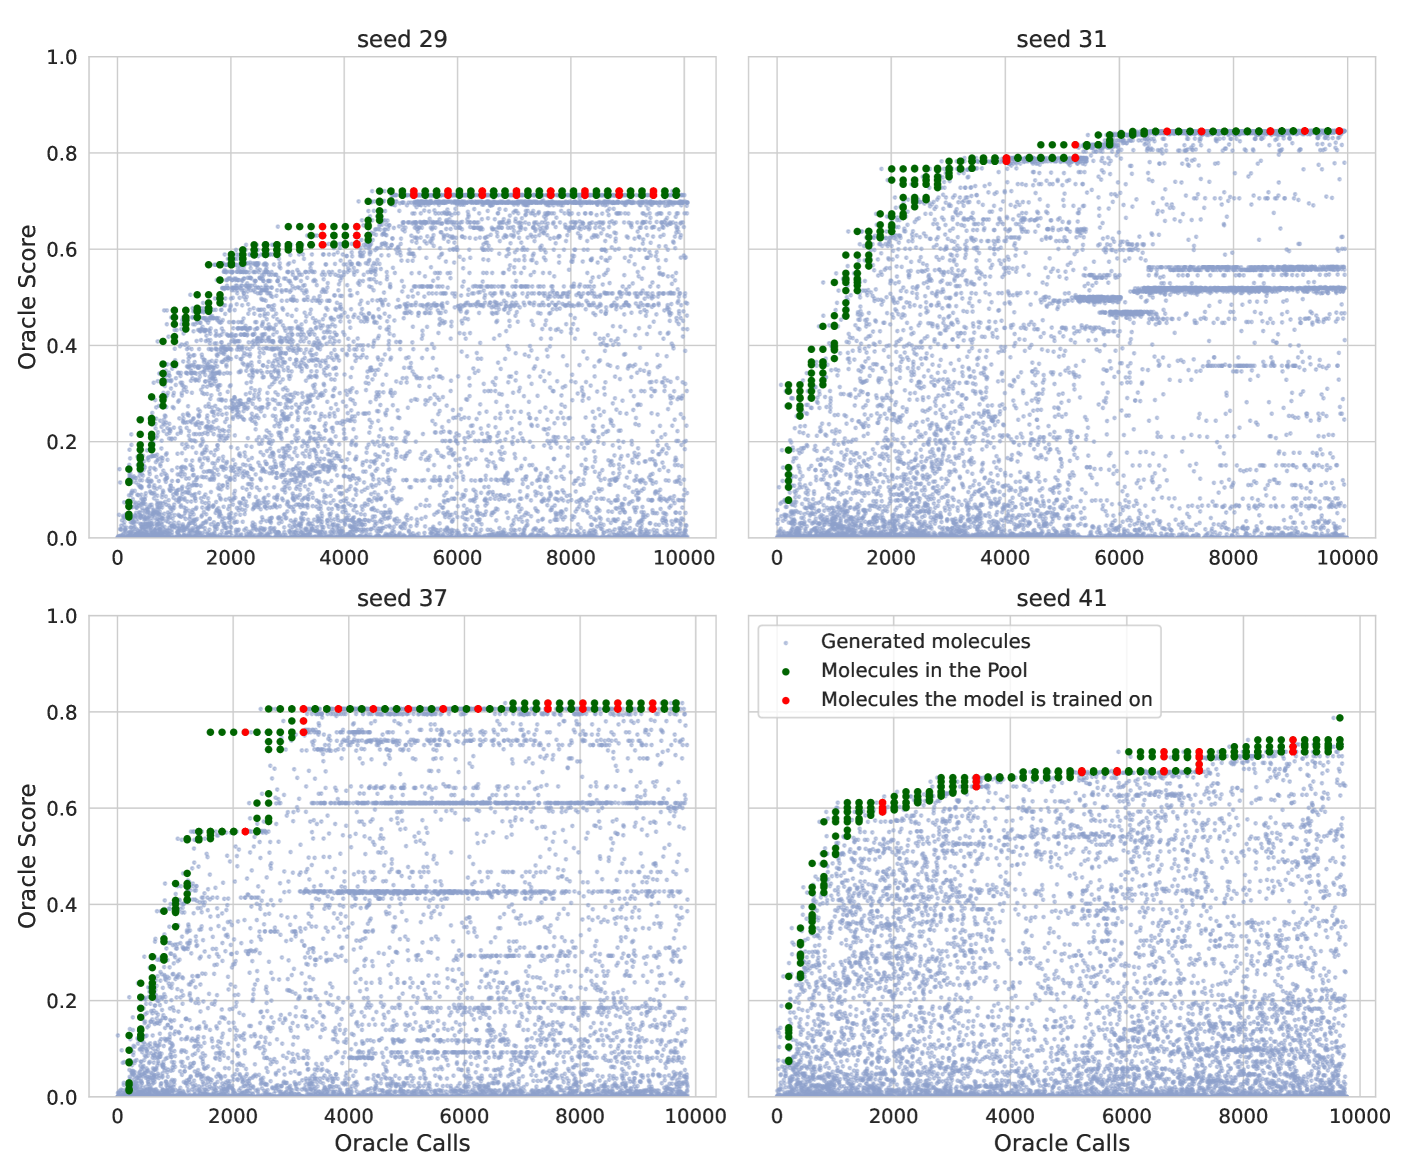 seed 29
seed 31
1.0
0.8
0.6
0.4
0.2
0.0
Oracle Score
0 2000 4000 6000 8000 10000
0 2000 4000 6000 8000 10000
seed 37
seed 41
1.0
0.8
0.6
0.4
0.2
0.0
Oracle Score
Generated molecules
Molecules in the Pool
Molecules the model is trained on
0 2000 4000 6000 8000 10000
0 2000 4000 6000 8000 10000
Oracle Calls
Oracle Calls